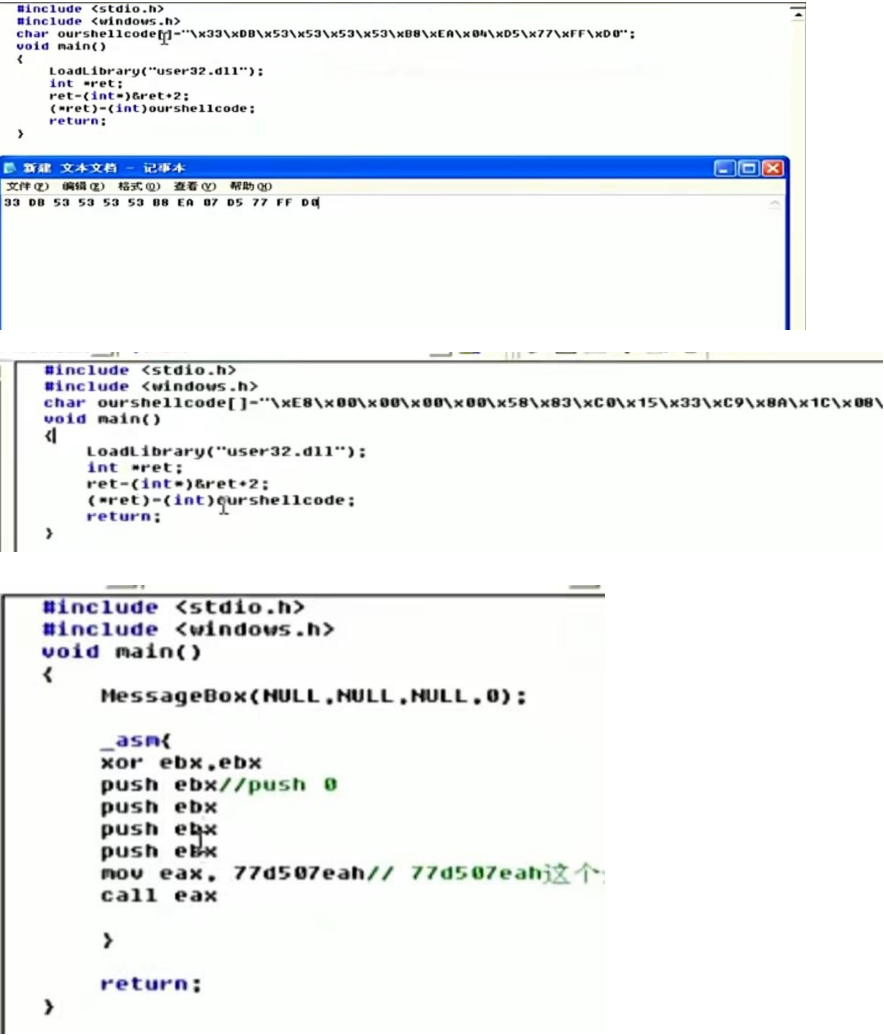 #include <stdio.h>
#include <windows.h>
char ourshellcode[]="\x33\xDB\x53\x53\x53\x53\xB8\xEA\x04\xD5\x77\xFF\xD0";
void main()
{
LoadLibrary("user32.dll");
int *ret;
ret=(int*)&ret+2;
(*ret)=(int)ourshellcode;
return;
}
新建 文本文档 - 记事本
文件(F) 编辑(E) 格式(O) 查看(V) 帮助(H)
33 DB 53 53 53 53 B8 EA 07 D5 77 FF D0
#include <stdio.h>
#include <windows.h>
char ourshellcode[]="\xE8\x00\x00\x00\x00\x58\x83\xC0\x15\x33\xC9\x8A\x1C\x08\
void main()
{
LoadLibrary("user32.dll");
int *ret;
ret=(int*)&ret+2;
(*ret)=(int)ourshellcode;
return;
}
#include <stdio.h>
#include <windows.h>
void main()
{
MessageBox(NULL,NULL,NULL,0);
_asm{
xor ebx,ebx
push ebx//push 0
push ebx
push ebx
push ebx
mov eax, 77d507eah// 77d507eah这个
call eax
}
return;
}